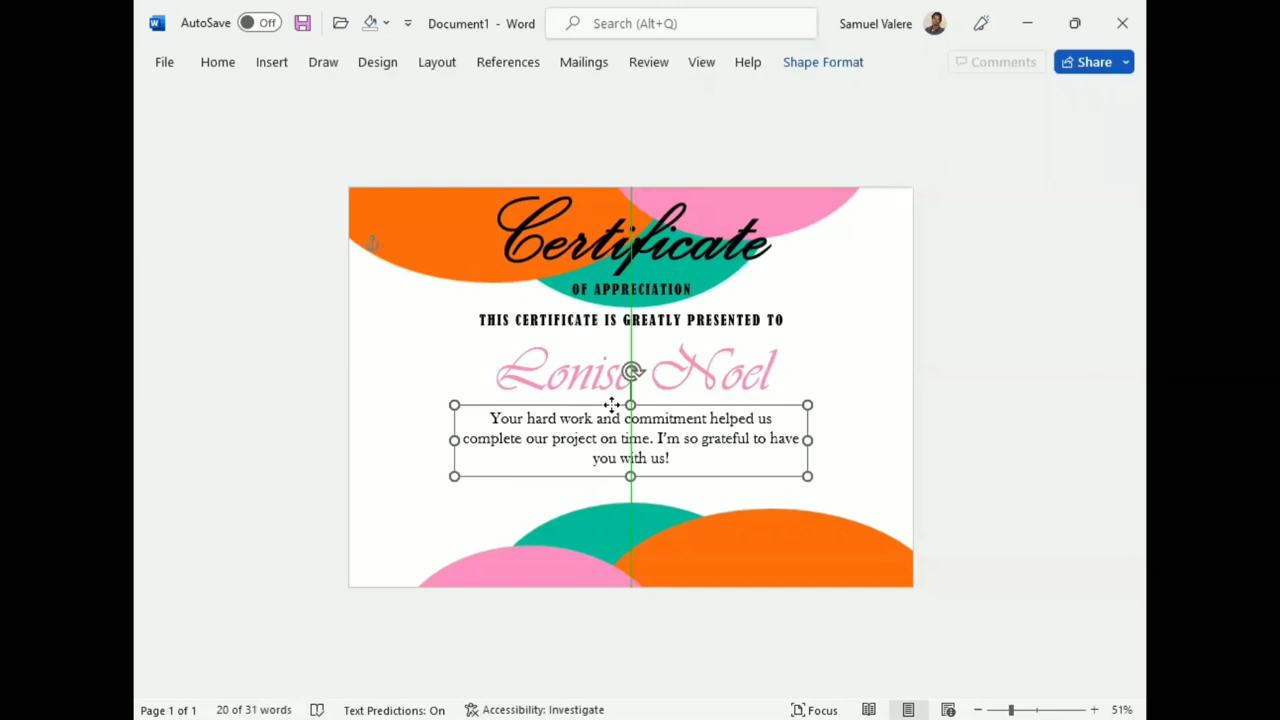 AutoSave Off Document1 - Word Search (Alt+Q) Samuel Valere
File Home Insert Draw Design Layout References Mailings Review View Help Shape Format Comments Share
Certificate
OF APPRECIATION
THIS CERTIFICATE IS GREATLY PRESENTED TO
Lonise Noel
Your hard work and commitment helped us
complete our project on time. I'm so grateful to have
you with us!
Page 1 of 1 20 of 31 words Text Predictions: On Accessibility: Investigate Focus 51%